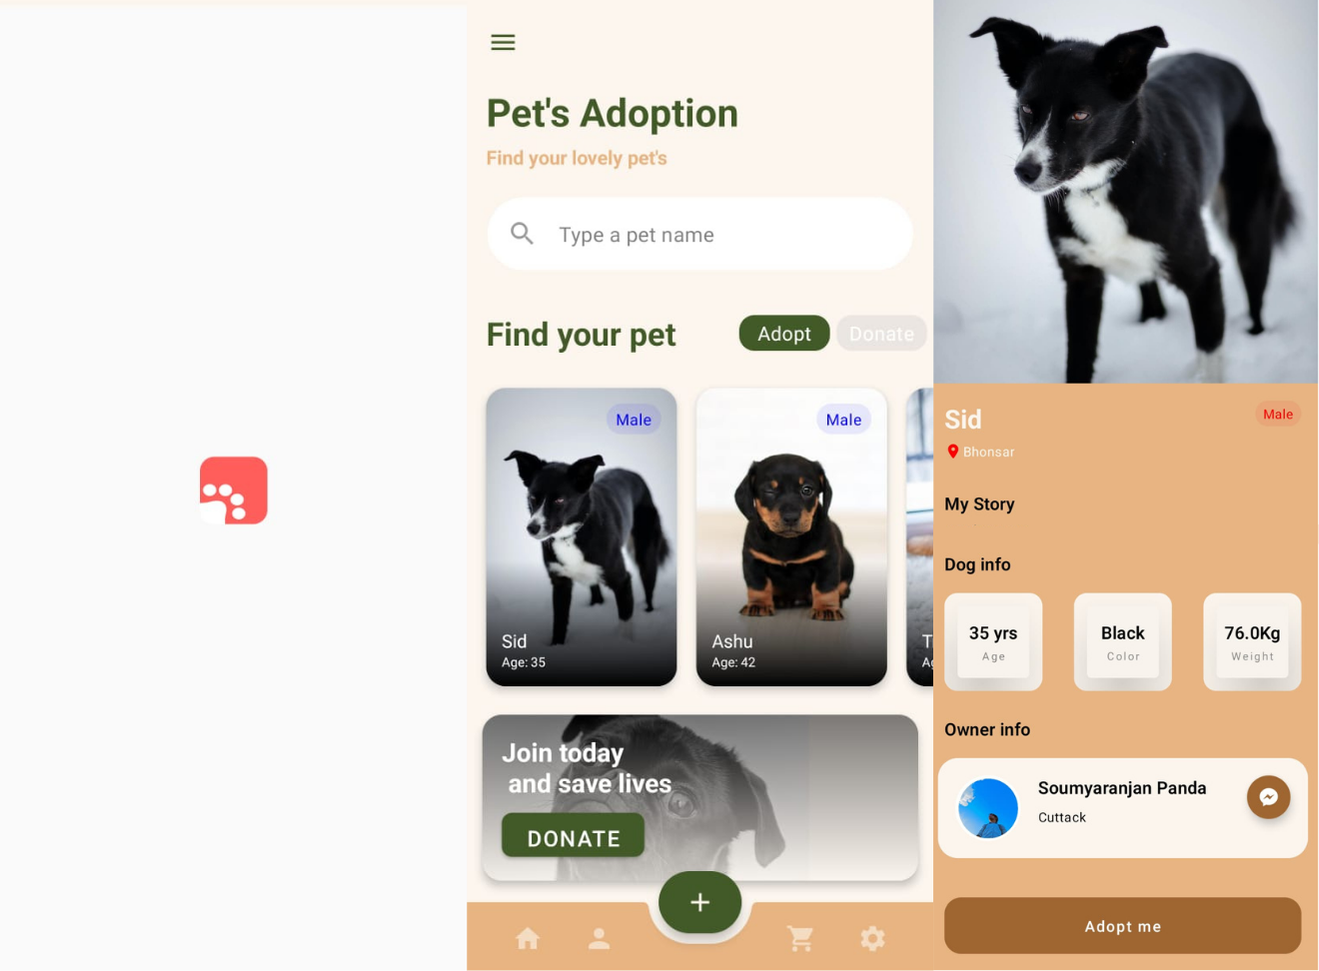 Pet's Adoption
Find your lovely pet's
Type a pet name
Find your pet
Adopt
Donate
Male
Sid
Age: 35
Male
Ashu
Age: 42
Join today
and save lives
DONATE
Sid
Male
Bhonsar
My Story
Dog info
35 yrs
Age
Black
Color
76.0Kg
Weight
Owner info
Soumyaranjan Panda
Cuttack
Adopt me